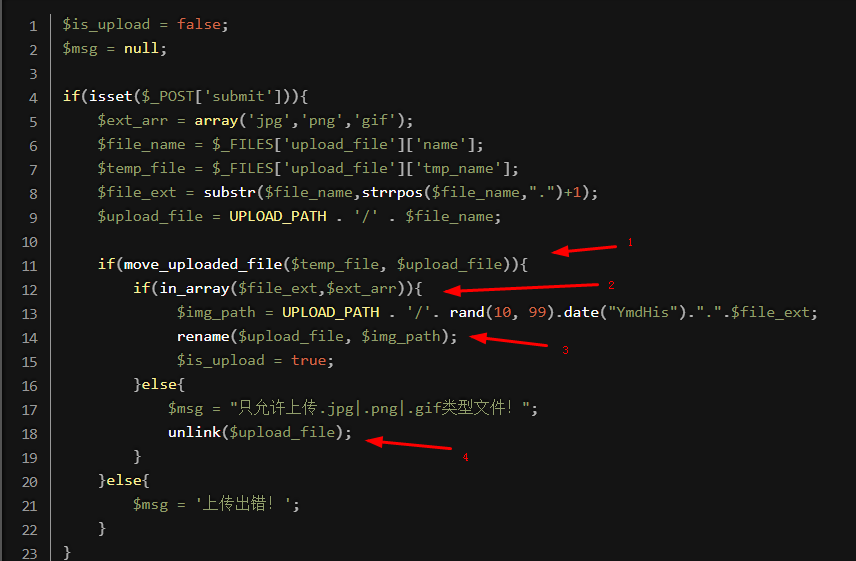 1 $is_upload = false;
2 $msg = null;
3
4 if(isset($_POST['submit'])){
5 $ext_arr = array('jpg','png','gif');
6 $file_name = $_FILES['upload_file']['name'];
7 $temp_file = $_FILES['upload_file']['tmp_name'];
8 $file_ext = substr($file_name,strrpos($file_name,".")+1);
9 $upload_file = UPLOAD_PATH . '/' . $file_name;
10
1
11 if(move_uploaded_file($temp_file, $upload_file)){
12 if(in_array($file_ext,$ext_arr)){ 2
13 $img_path = UPLOAD_PATH . '/'. rand(10, 99).date("YmdHis").".".$file_ext;
14 rename($upload_file, $img_path); 3
15 $is_upload = true;
16 }else{
17 $msg = "只允许上传.jpg|.png|.gif类型文件！";
18 unlink($upload_file); 4
19 }
20 }else{
21 $msg = '上传出错！';
22 }
23 }